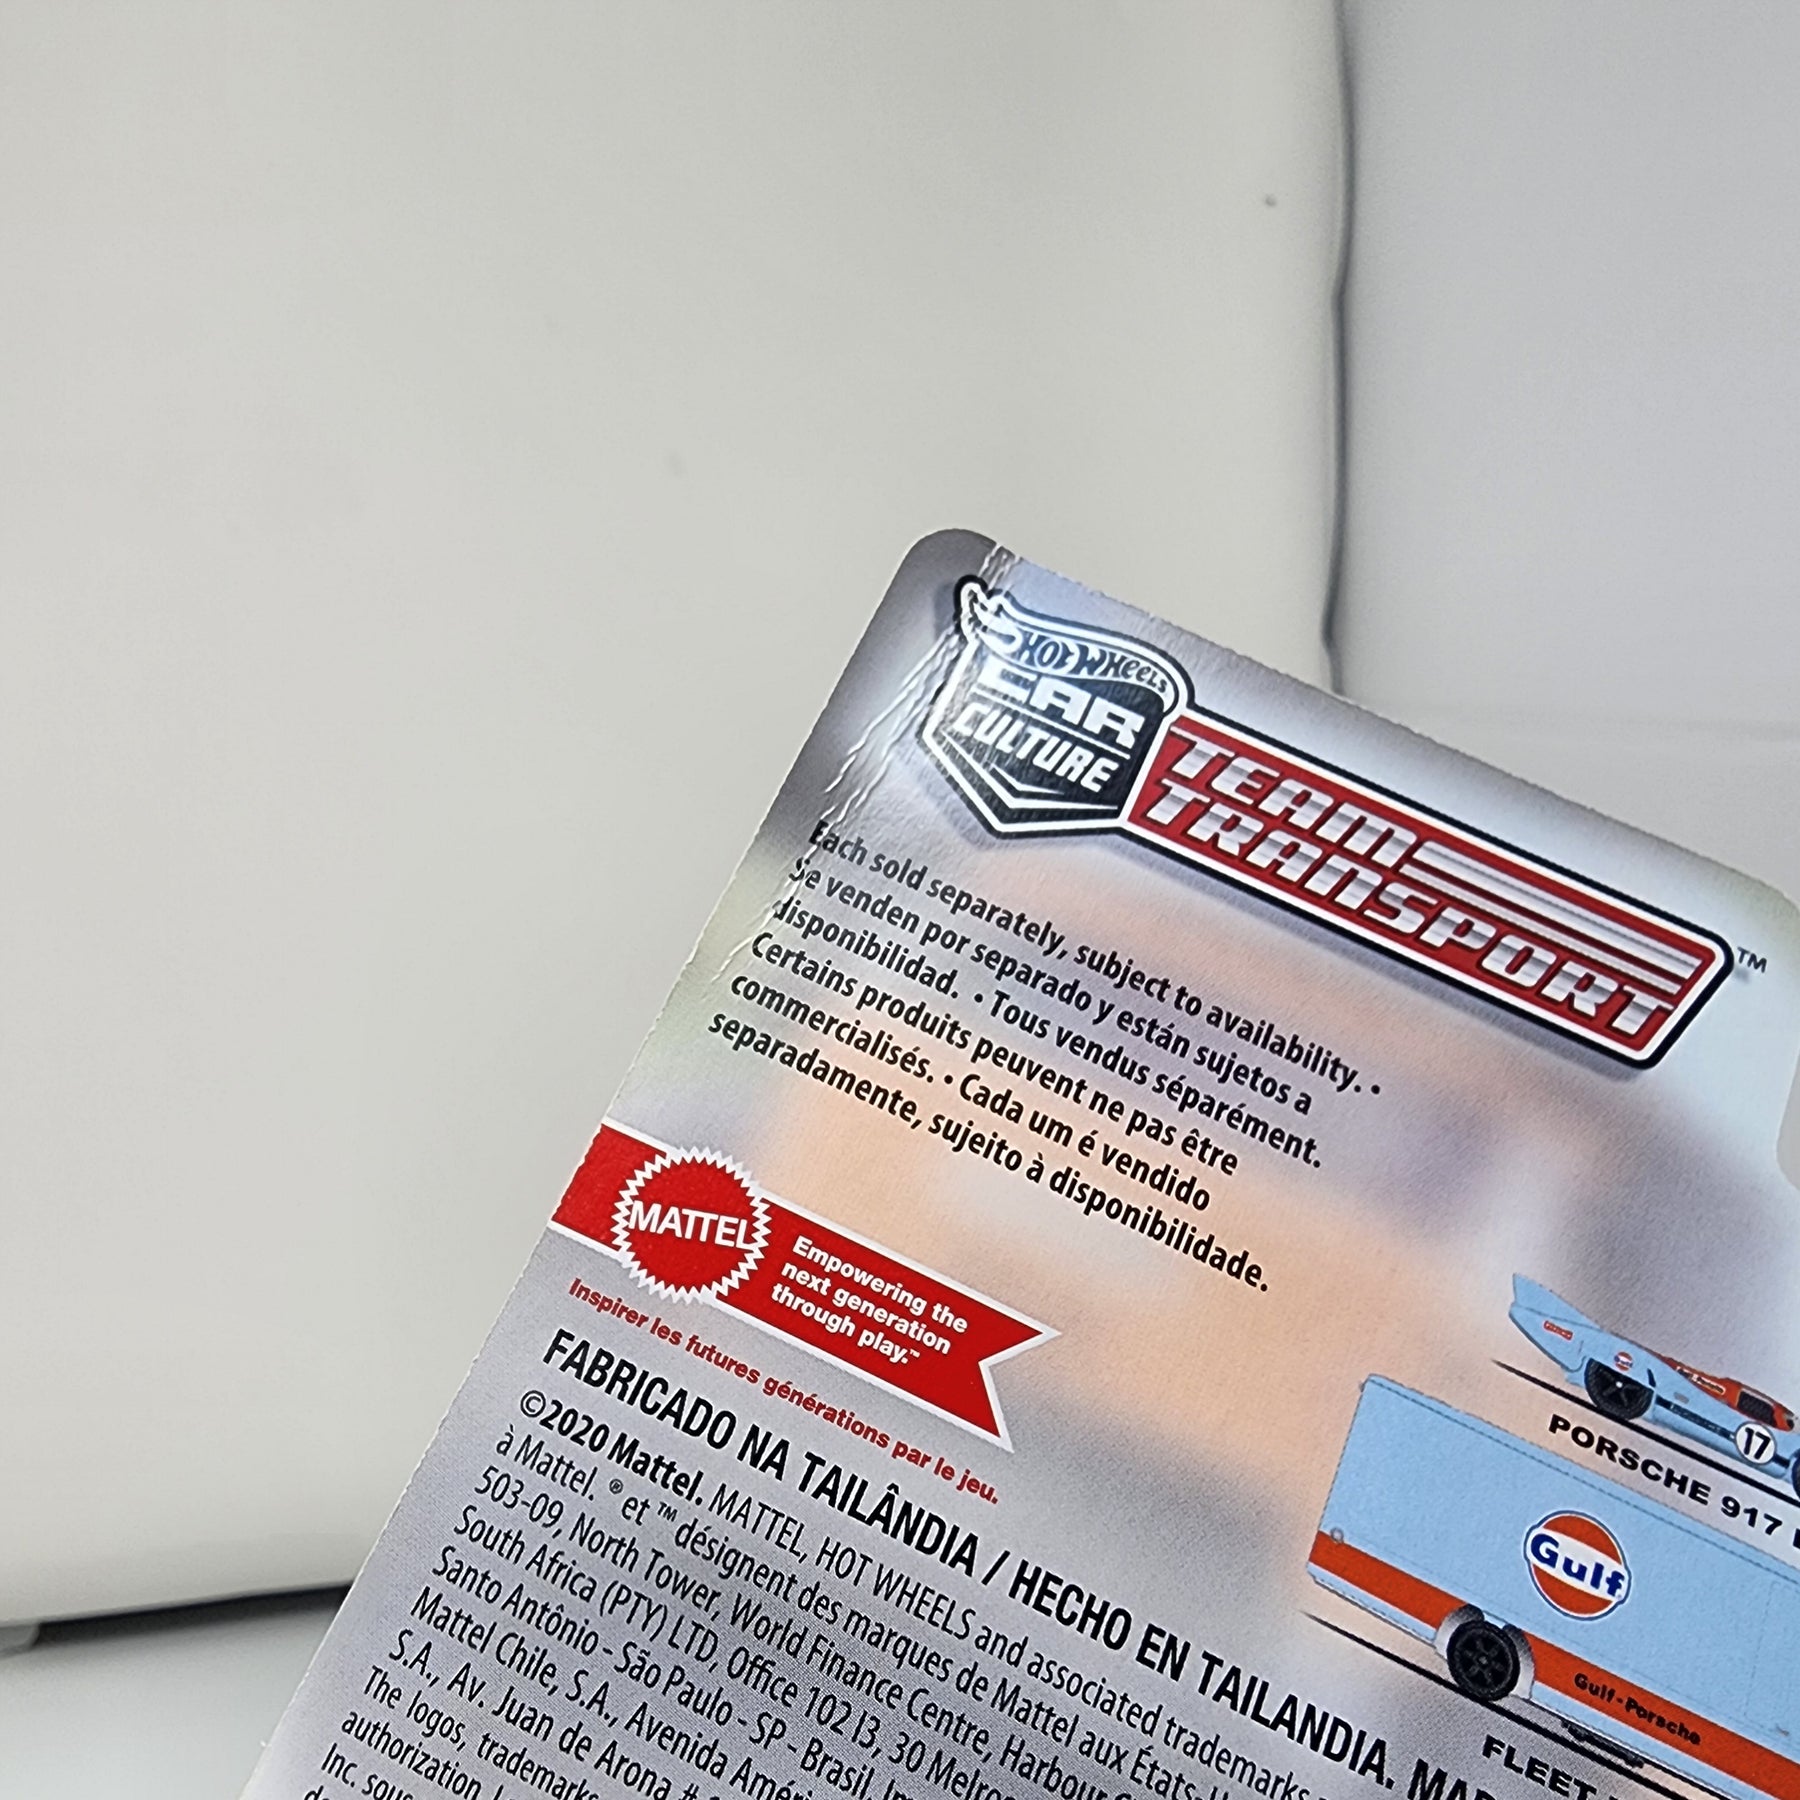 HOT WHEELS
CAR
CULTURE
TEAM
TRANSPORT™
Each sold separately, subject to availability. •
Se venden por separado y están sujetos a
disponibilidad. • Tous vendus séparément.
Certains produits peuvent ne pas être
commercialisés. • Cada um é vendido
separadamente, sujeito à disponibilidade.
MATTEL
Empowering the
next generation
through play.™
Inspirer les futures générations par le jeu.
FABRICADO NA TAILÂNDIA / HECHO EN TAILANDIA.
©2020 Mattel. MATTEL, HOT WHEELS and associated trademarks
à Mattel. ® et ™ désignent des marques de Mattel aux États-
503-09, North Tower, World Finance Centre, Harbour
South Africa (PTY) LTD, Office 102 I3, 30
Santo Antônio - São Paulo - SP - Brasil.
Mattel Chile, S.A., Avenida
S.A., Av. Juan de Arona #
The logos, trademarks
authorization.
Inc.
PORSCHE 917
17
Gulf
Gulf-Porsche
FLEET